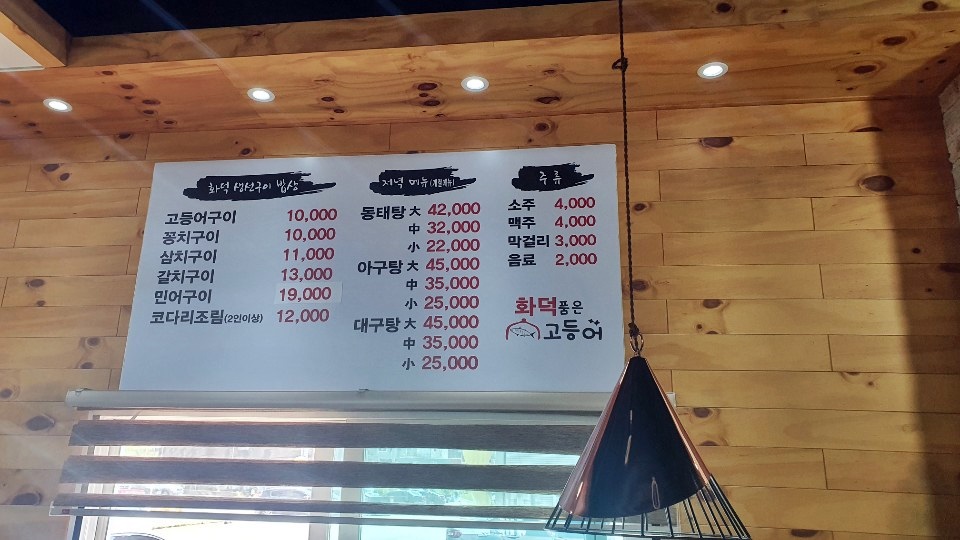 화덕 생선구이 밥상
고등어구이 10,000
꽁치구이 10,000
삼치구이 11,000
갈치구이 13,000
민어구이 19,000
코다리조림(2인이상) 12,000
저녁 메뉴(계절메뉴)
동태탕 大 42,000
中 32,000
小 22,000
아구탕 大 45,000
中 35,000
小 25,000
대구탕 大 45,000
中 35,000
小 25,000
주류
소주 4,000
맥주 4,000
막걸리 3,000
음료 2,000
화덕품은
고등어